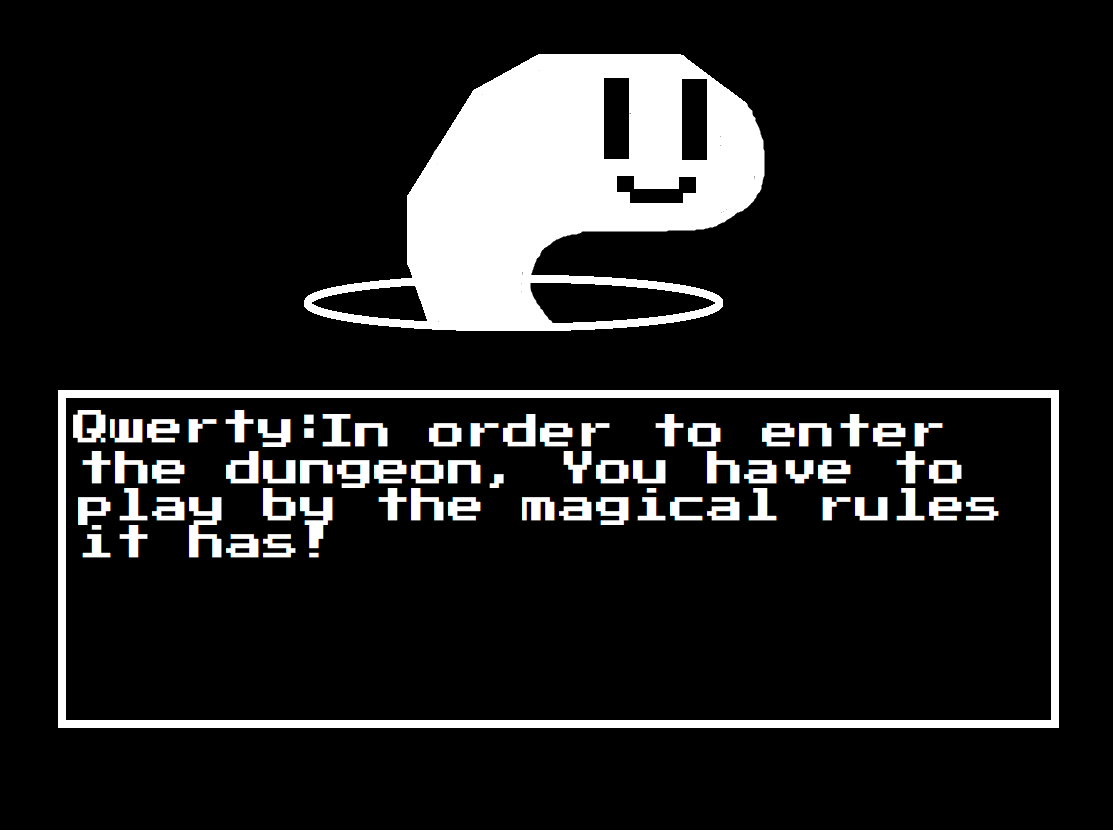 Qwerty:In order to enter
the dungeon, You have to
play by the magical rules
it has!